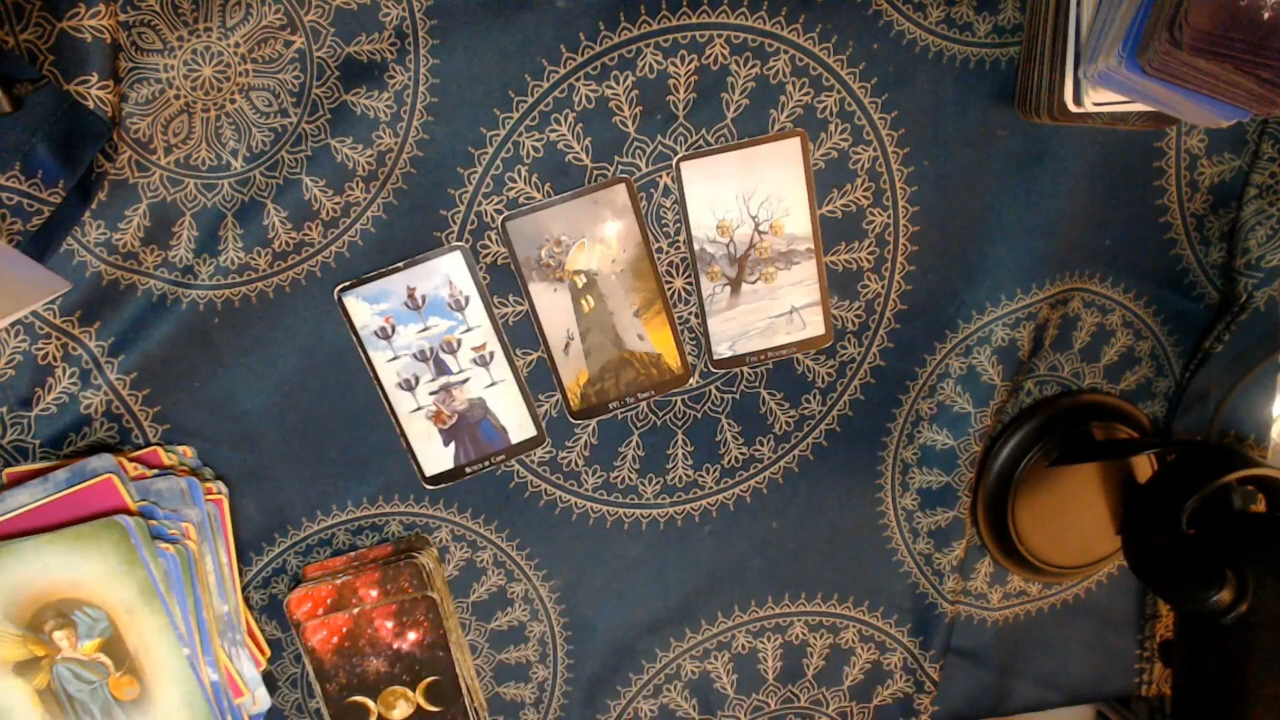 Seven of Cups
XVI - The Tower
Five of Pentacles